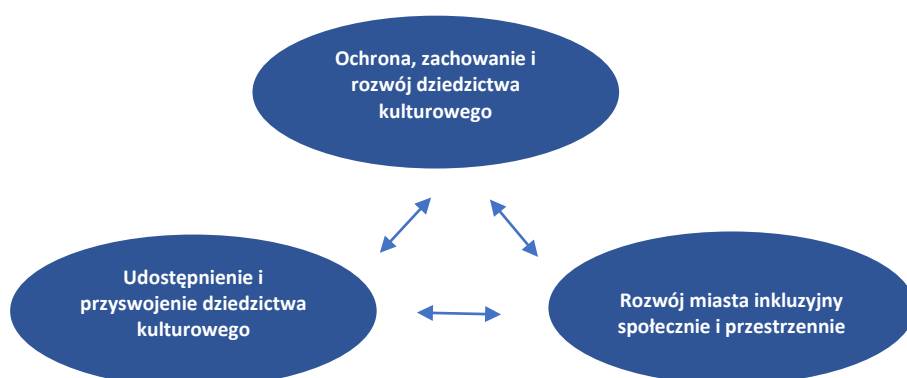 Ochrona, zachowanie i
rozwój dziedzictwa
kulturowego
Udostępnienie i
przyswojenie dziedzictwa
kulturowego
Rozwój miasta inkluzyjny
społecznie i przestrzennie